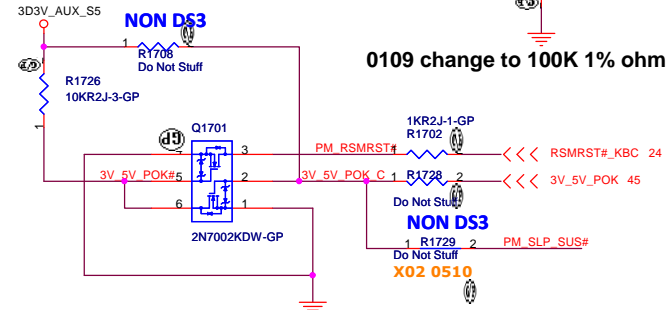 3D3V_AUX_S5
NON DS3
1
R1708
Do Not Stuff
0109 change to 100K 1% ohm
R1726
10KR2J-3-GP
1
Q1701
1KR2J-1-GP
R1702
3
PM_RSMRST#
RSMRST#_KBC 24
3V_5V_POK# 5
2
3V_5V_POK_C
1 R1728 2
3V_5V_POK 45
Do Not Stuff
6
1
NON DS3
2N7002KDW-GP
1 R1729 2
PM_SLP_SUS#
Do Not Stuff
X02 0510